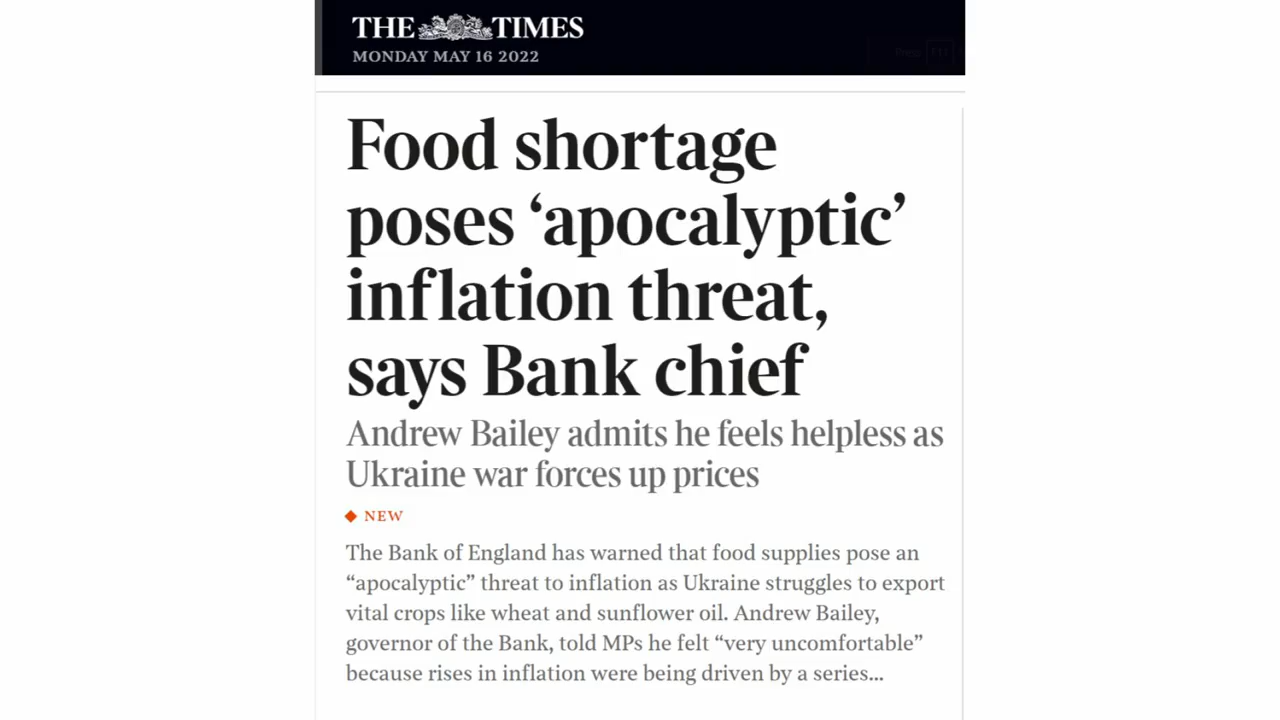 THE TIMES
MONDAY MAY 16 2022
Food shortage
poses ‘apocalyptic’
inflation threat,
says Bank chief
Andrew Bailey admits he feels helpless as
Ukraine war forces up prices
NEW
The Bank of England has warned that food supplies pose an
“apocalyptic” threat to inflation as Ukraine struggles to export
vital crops like wheat and sunflower oil. Andrew Bailey,
governor of the Bank, told MPs he felt “very uncomfortable”
because rises in inflation were being driven by a series...